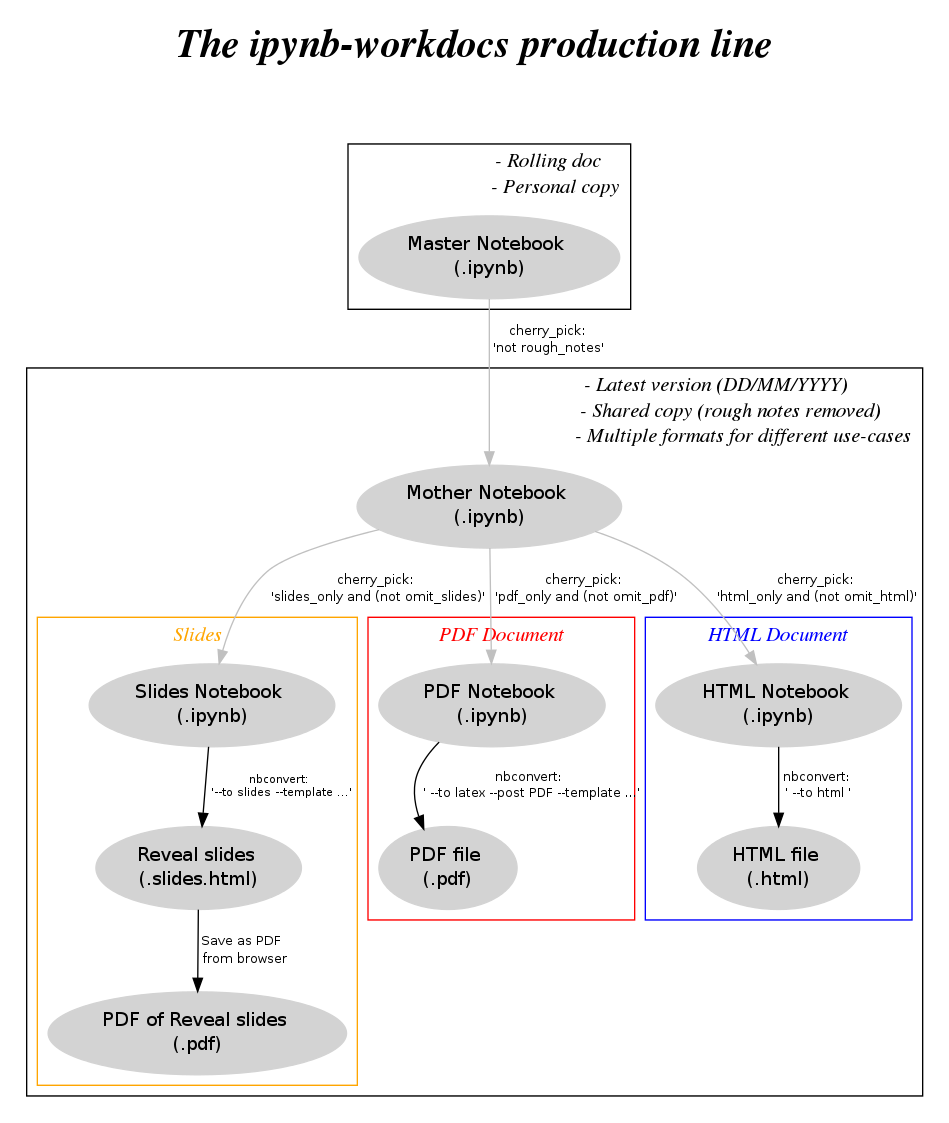 The ipynb-workdocs production line
- Rolling doc
- Personal copy
Master Notebook
(.ipynb)
cherry_pick:
'not rough_notes'
- Latest version (DD/MM/YYYY)
- Shared copy (rough notes removed)
- Multiple formats for different use-cases
Mother Notebook
(.ipynb)
cherry_pick:
'slides_only and (not omit_slides)'
cherry_pick:
'pdf_only and (not omit_pdf)'
cherry_pick:
'html_only and (not omit_html)'
Slides
Slides Notebook
(.ipynb)
nbconvert:
'--to slides --template ...'
Reveal slides
(.slides.html)
Save as PDF
from browser
PDF of Reveal slides
(.pdf)
PDF Document
PDF Notebook
(.ipynb)
nbconvert:
' --to latex --post PDF --template ...'
PDF file
(.pdf)
HTML Document
HTML Notebook
(.ipynb)
nbconvert:
' --to html '
HTML file
(.html)